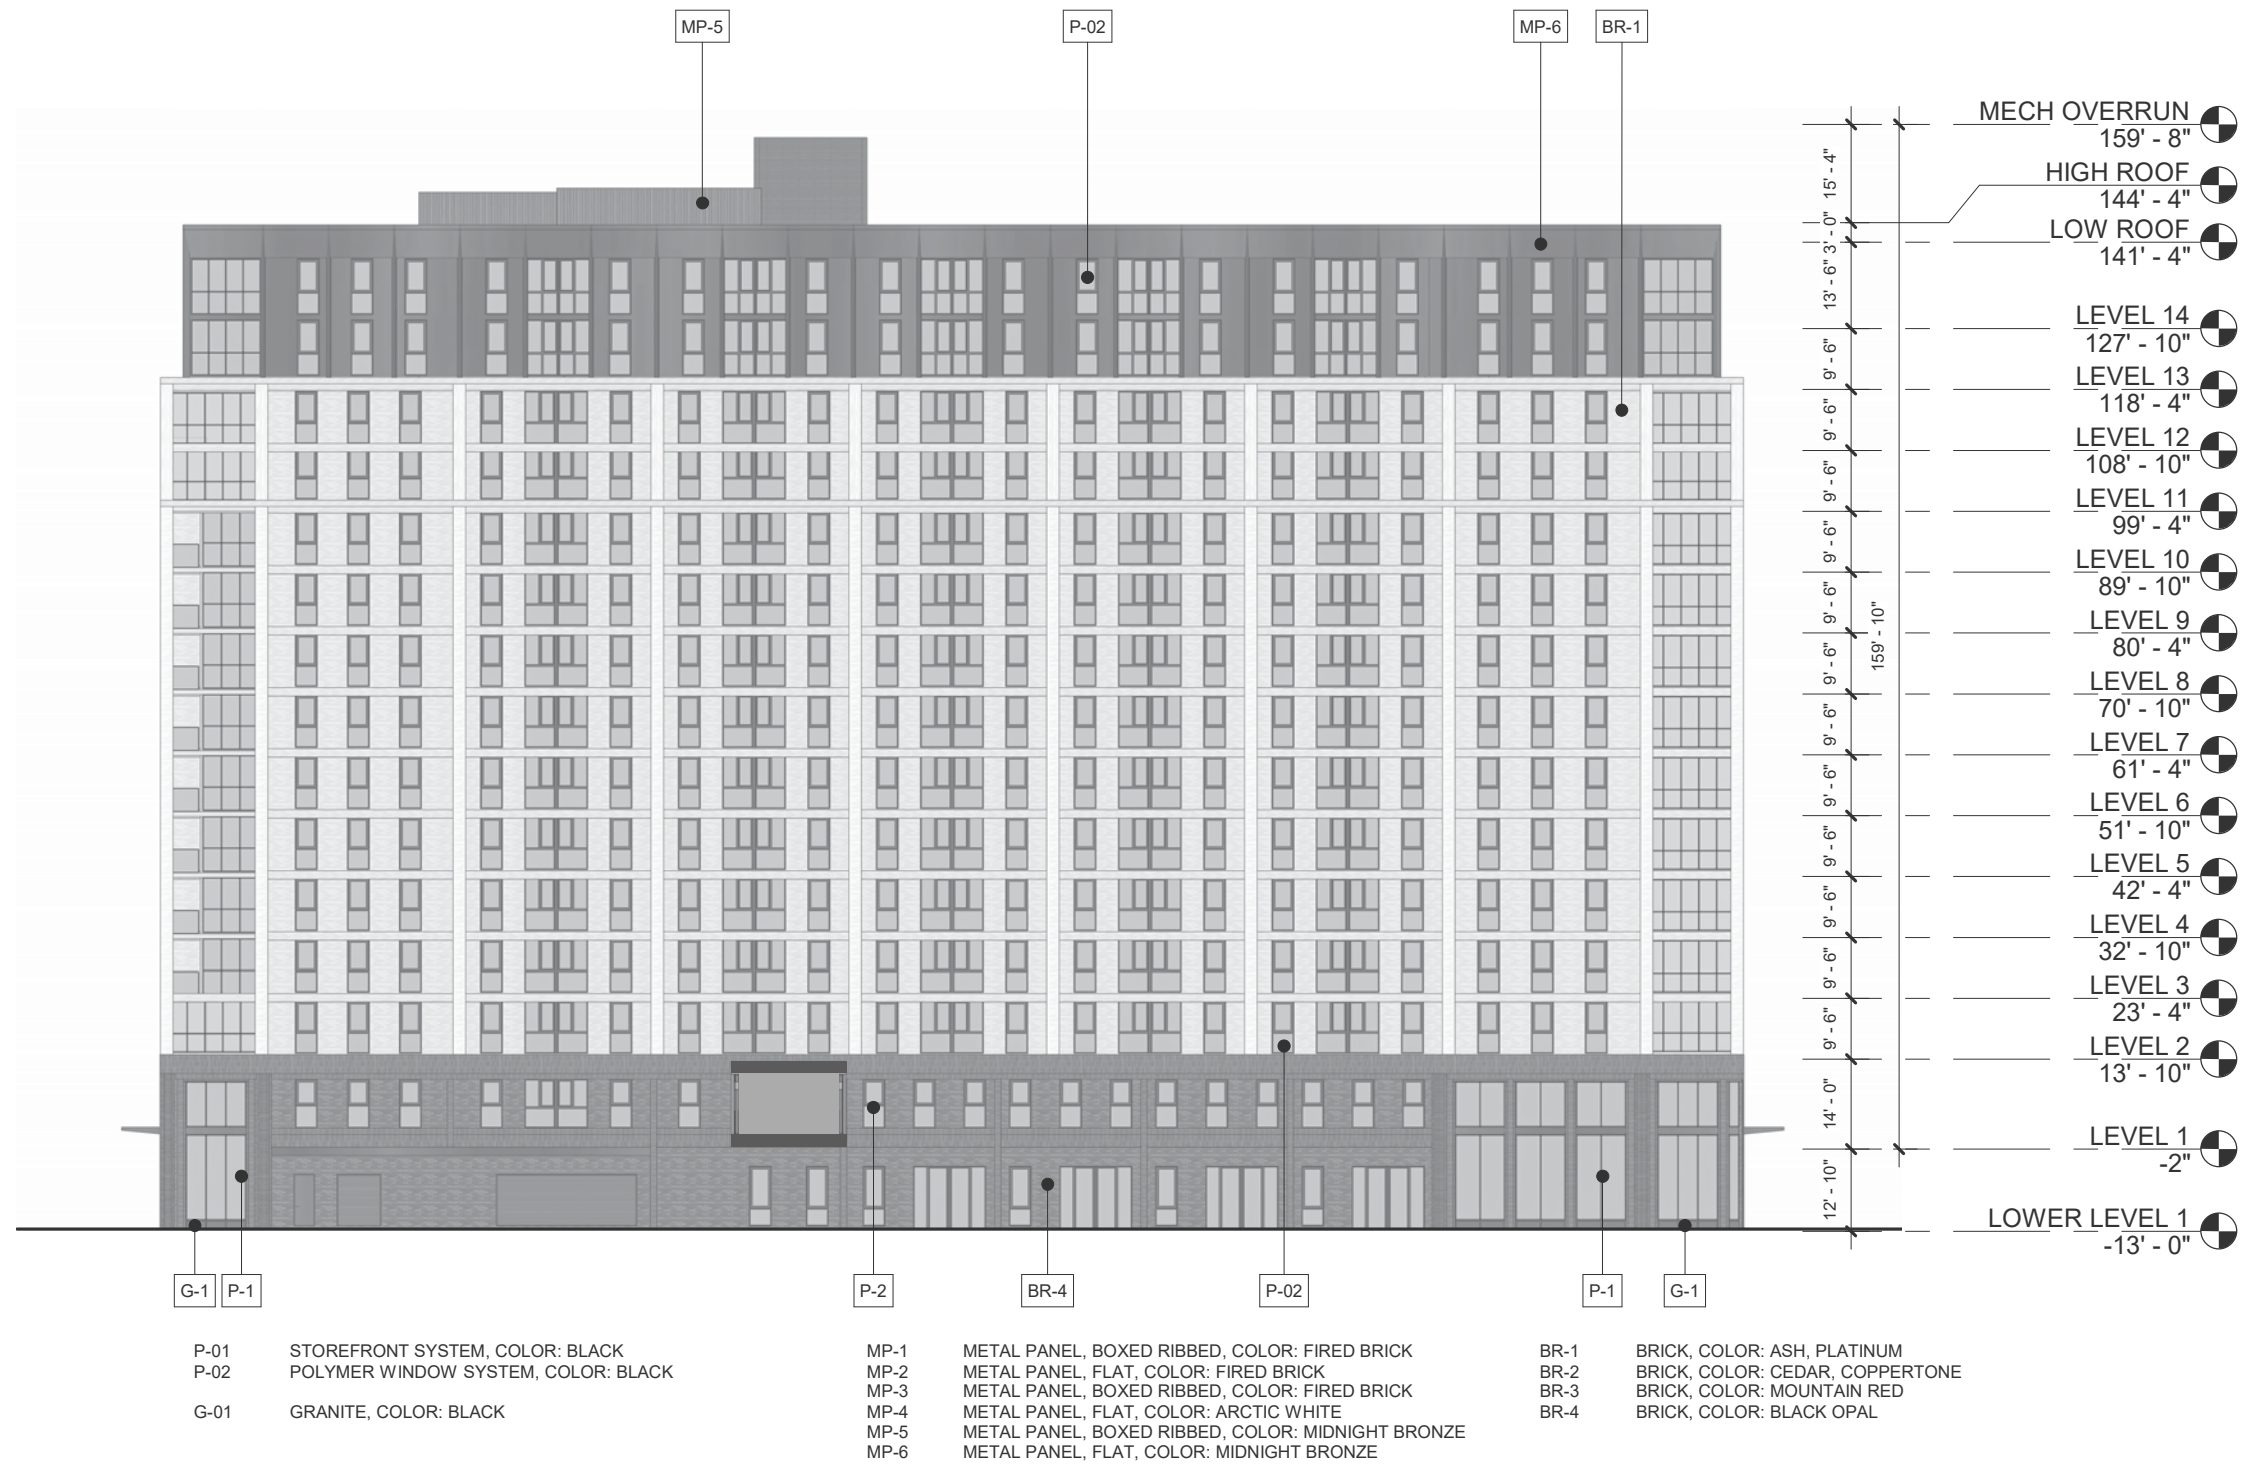 MP-5
P-02
MP-6
BR-1
MECH OVERRUN
159' - 8"
HIGH ROOF
144' - 4"
LOW ROOF
141' - 4"
LEVEL 14
127' - 10"
LEVEL 13
118' - 4"
LEVEL 12
108' - 10"
LEVEL 11
99' - 4"
LEVEL 10
89' - 10"
LEVEL 9
80' - 4"
LEVEL 8
70' - 10"
LEVEL 7
61' - 4"
LEVEL 6
51' - 10"
LEVEL 5
42' - 4"
LEVEL 4
32' - 10"
LEVEL 3
23' - 4"
LEVEL 2
13' - 10"
LEVEL 1
-2"
LOWER LEVEL 1
-13' - 0"
15' - 4"
3' - 0"
13' - 6"
9' - 6"
9' - 6"
9' - 6"
9' - 6"
9' - 6"
9' - 6"
9' - 6"
9' - 6"
9' - 6"
9' - 6"
9' - 6"
9' - 6"
14' - 0"
12' - 10"
159' - 10"
G-1
P-1
P-2
BR-4
P-02
P-1
G-1
P-01 STOREFRONT SYSTEM, COLOR: BLACK
P-02 POLYMER WINDOW SYSTEM, COLOR: BLACK
G-01 GRANITE, COLOR: BLACK
MP-1 METAL PANEL, BOXED RIBBED, COLOR: FIRED BRICK
MP-2 METAL PANEL, FLAT, COLOR: FIRED BRICK
MP-3 METAL PANEL, BOXED RIBBED, COLOR: FIRED BRICK
MP-4 METAL PANEL, FLAT, COLOR: ARCTIC WHITE
MP-5 METAL PANEL, BOXED RIBBED, COLOR: MIDNIGHT BRONZE
MP-6 METAL PANEL, FLAT, COLOR: MIDNIGHT BRONZE
BR-1 BRICK, COLOR: ASH, PLATINUM
BR-2 BRICK, COLOR: CEDAR, COPPERTONE
BR-3 BRICK, COLOR: MOUNTAIN RED
BR-4 BRICK, COLOR: BLACK OPAL